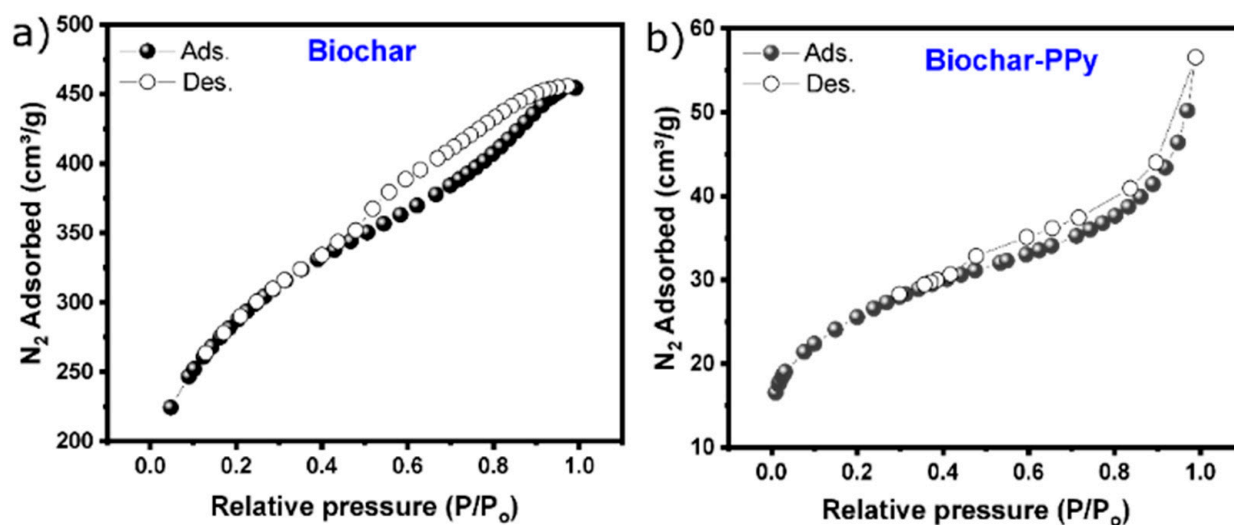 a)
Biochar
Ads.
Des.
N₂ Adsorbed (cm³/g)
500
450
400
350
300
250
200
0.0 0.2 0.4 0.6 0.8 1.0
Relative pressure (P/Pₒ)
b)
Biochar-PPy
Ads.
Des.
N₂ Adsorbed (cm³/g)
60
50
40
30
20
10
0.0 0.2 0.4 0.6 0.8 1.0
Relative pressure (P/Pₒ)